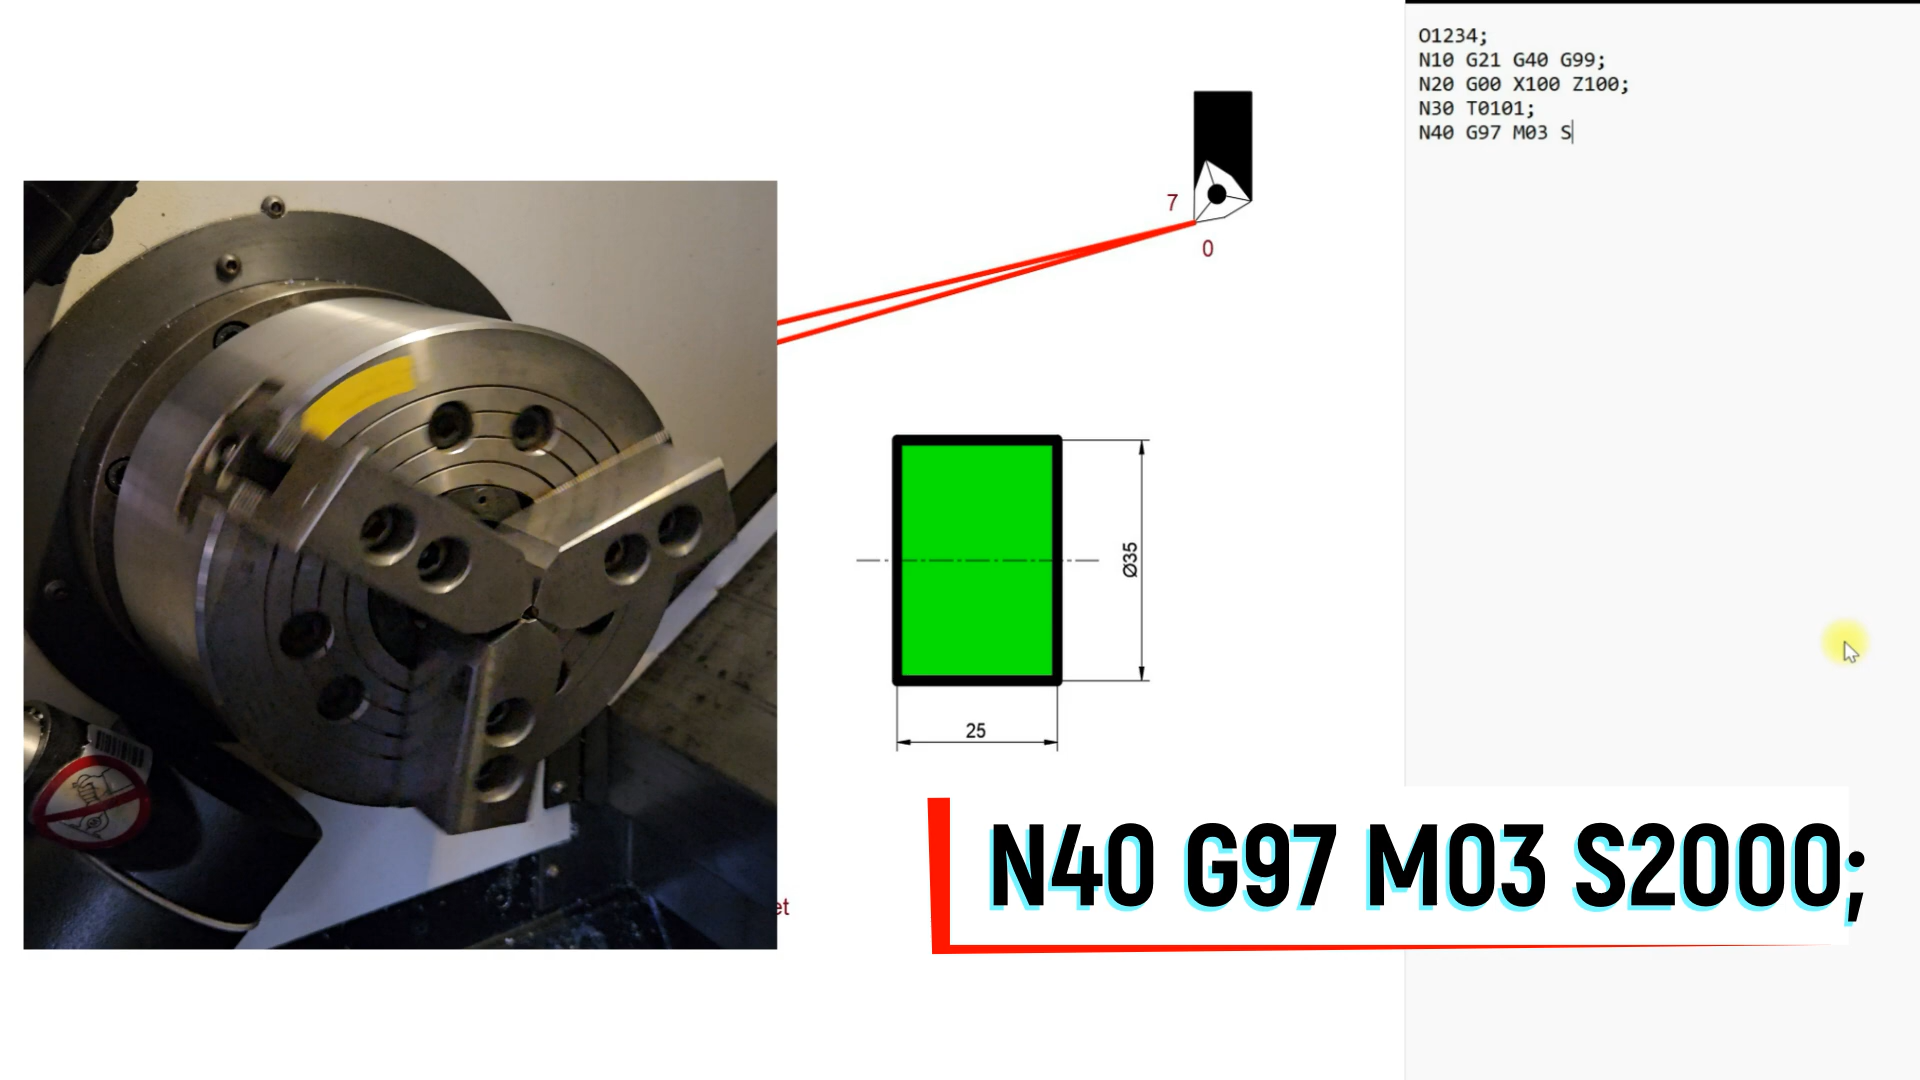 O1234;
N10 G21 G40 G99;
N20 G00 X100 Z100;
N30 T0101;
N40 G97 M03 S
7
0
Ø35
25
et
N40 G97 M03 S2000;